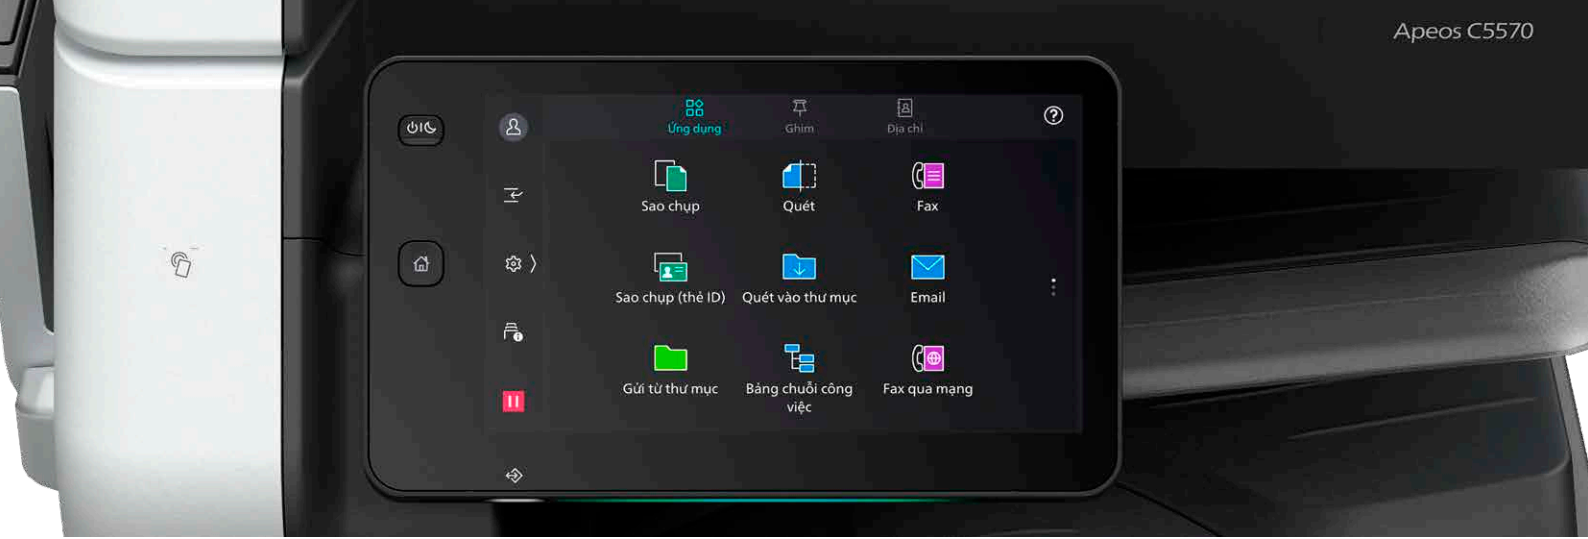 Apeos C5570
Ứng dụng
Ghim
Địa chỉ
Sao chụp
Quét
Fax
Sao chụp (thẻ ID)
Quét vào thư mục
Email
Gửi từ thư mục
Bảng chuỗi công
việc
Fax qua mạng